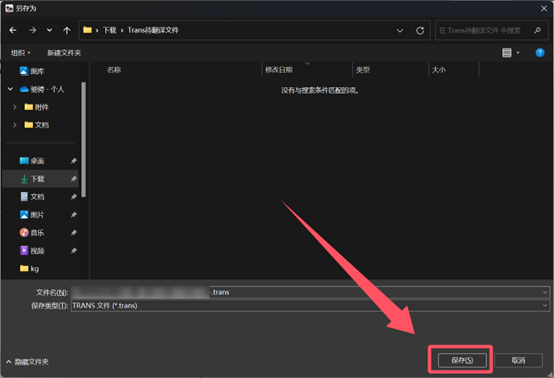 另存为
下载 > Trans待翻译文件
在 Trans待翻译文件 中搜索
组织 新建文件夹
名称 修改日期 类型 大小
没有与搜索条件匹配的项。
图库
骏骑 - 个人
附件
文档
桌面
下载
文档
图片
音乐
视频
kg
文件名(N): .trans
保存类型(T): TRANS 文件 (*.trans)
隐藏文件夹
保存(S) 取消